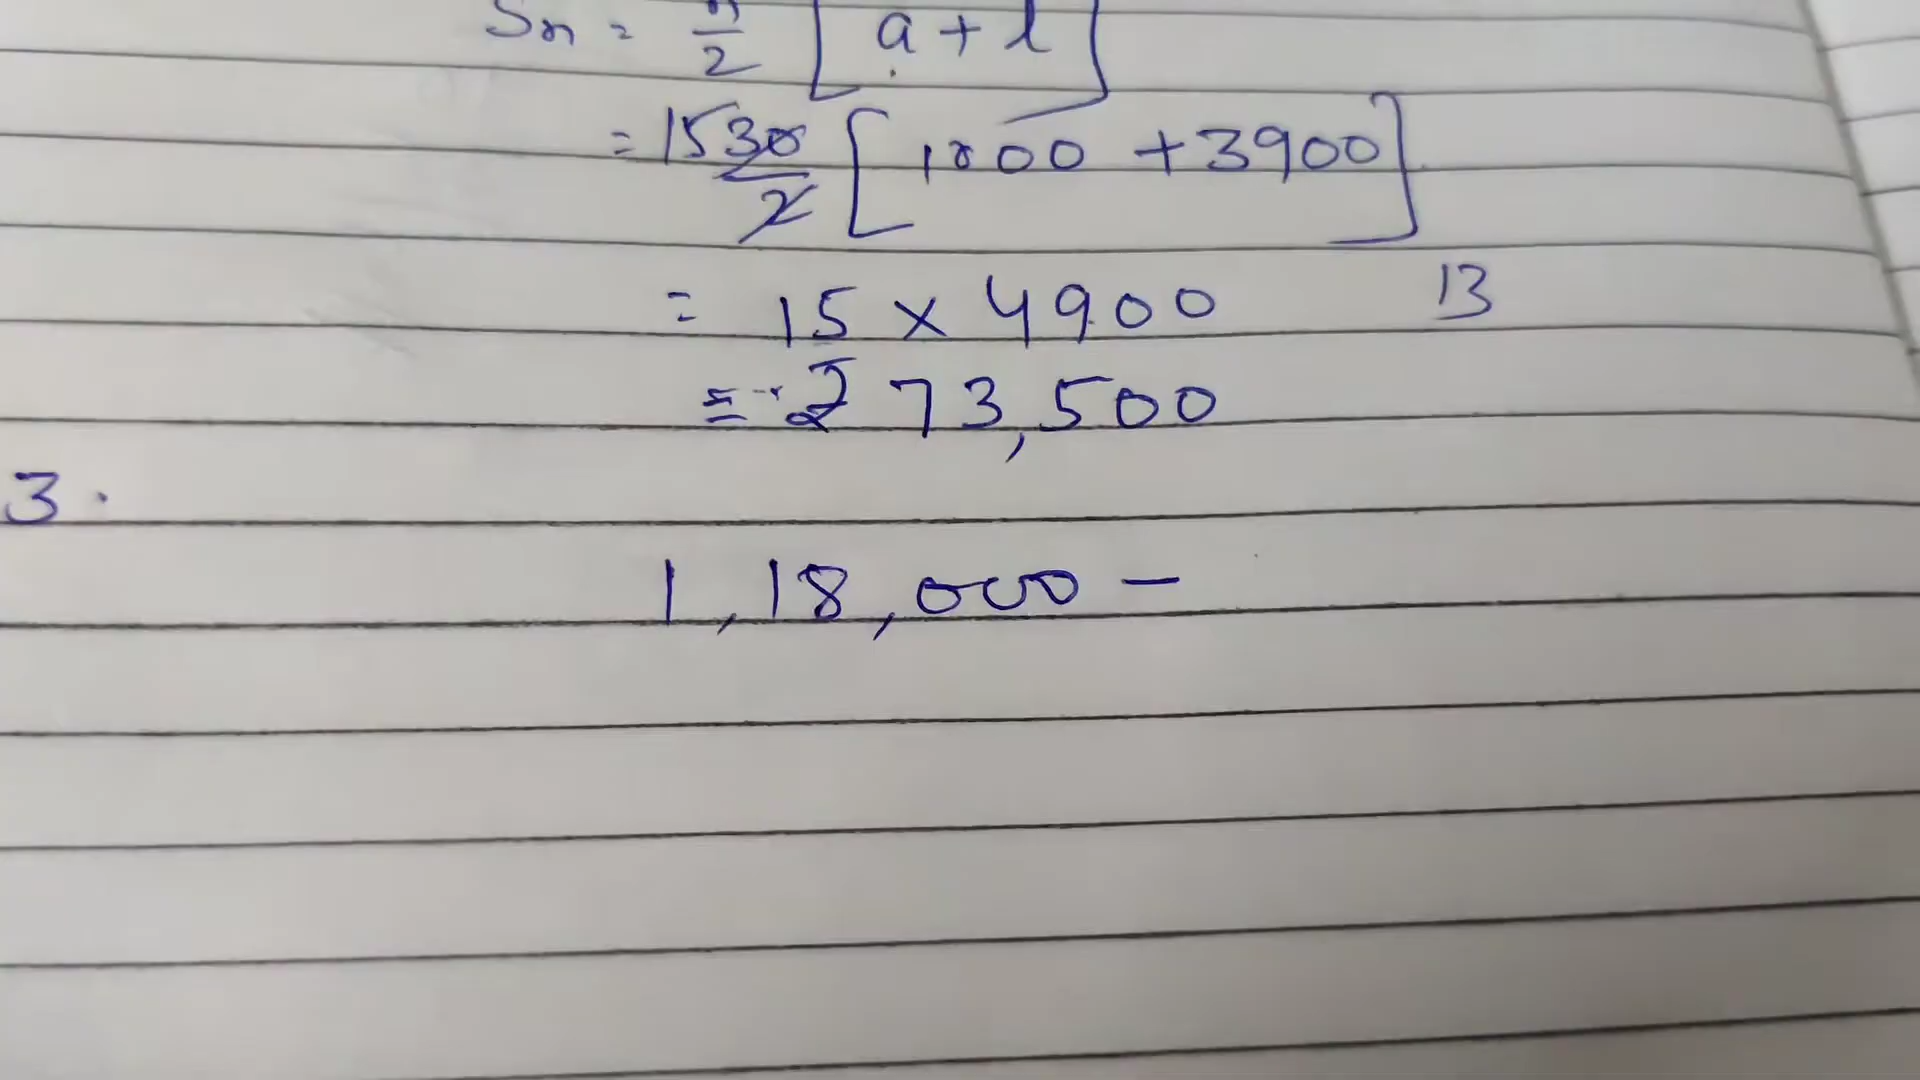 Sn = n/2 [a + l]
= 15 30/2 [1000 + 3900]
= 15 × 4900 13
= ₹ 73,500
3.
1,18,000 –